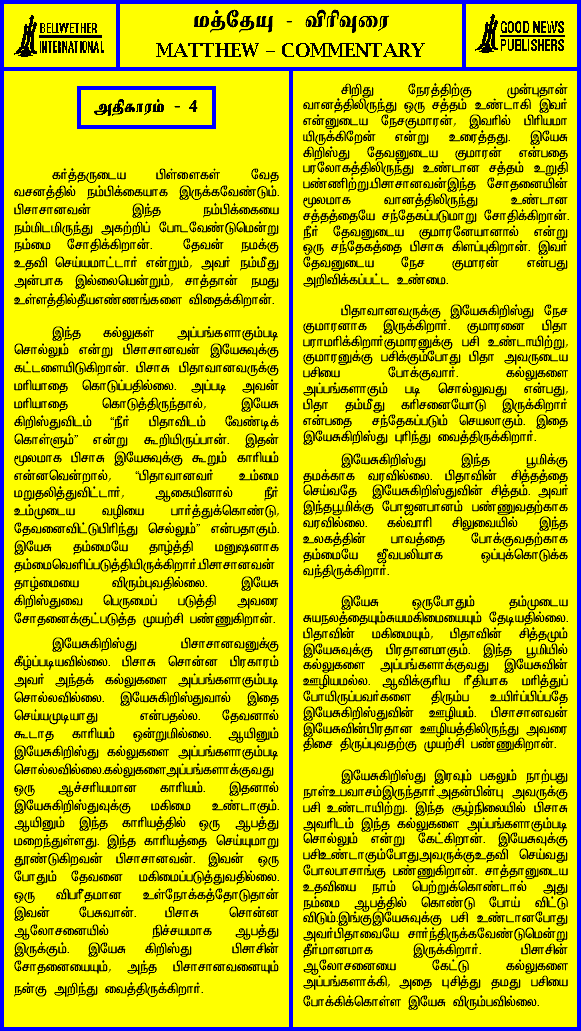 BELWETHER
INTERNATIONAL
மத்தேயு - விரிவுரை
MATTHEW – COMMENTARY
GOOD NEWS
PUBLISHERS
அதிகாரம் - 4
கர்த்தருடைய பிள்ளைகள் வேத
வசனத்தில் நம்பிக்கையாக இருக்கவேண்டும்.
பிசாசானவன் இந்த நம்பிக்கையை
நம்மிடமிருந்து அகற்றிப் போடவேண்டுமென்று
நம்மை சோதிக்கிறான். தேவன் நமக்கு
உதவி செய்யமாட்டார் என்றும், அவர் நம்மீது
அன்பாக இல்லையென்றும், சாத்தான் நமது
உள்ளத்தில்தீயஎண்ணங்களை விதைக்கிறான்.
இந்த கல்லுகள் அப்பங்களாகும்படி
சொல்லும் என்று பிசாசானவன் இயேசுவுக்கு
கட்டளையிடுகிறான். பிசாசு பிதாவானவருக்கு
மரியாதை கொடுப்பதில்லை. அப்படி அவன்
மரியாதை கொடுத்திருந்தால், இயேசு
கிறிஸ்துவிடம் “நீர் பிதாவிடம் வேண்டிக்
கொள்ளும்” என்று கூறியிருப்பான். இதன்
மூலமாக பிசாசு இயேசுவுக்கு கூறும் காரியம்
என்னவென்றால், “பிதாவானவர் உம்மை
மறுதலித்துவிட்டார், ஆகையினால் நீர்
உம்முடைய வழியை பார்த்துக்கொண்டு,
தேவனைவிட்டுபிரிந்து செல்லும்” என்பதாகும்.
இயேசு தம்மையே தாழ்த்தி மனுஷனாக
தம்மைவெளிப்படுத்தியிருக்கிறார்.பிசாசானவன்
தாழ்மையை விரும்புவதில்லை. இயேசு
கிறிஸ்துவை பெருமைப் படுத்தி அவரை
சோதனைக்குட்படுத்த முயற்சி பண்ணுகிறான்.
இயேசுகிறிஸ்து பிசாசானவனுக்கு
கீழ்ப்படியவில்லை. பிசாசு சொன்ன பிரகாரம்
அவர் அந்தக் கல்லுகளை அப்பங்களாகும்படி
சொல்லவில்லை. இயேசுகிறிஸ்துவால் இதை
செய்யமுடியாது என்பதல்ல. தேவனால்
கூடாத காரியம் ஒன்றுமில்லை. ஆயினும்
இயேசுகிறிஸ்து கல்லுகளை அப்பங்களாகும்படி
சொல்லவில்லை.கல்லுகளைஅப்பங்களாக்குவது
ஒரு ஆச்சரியமான காரியம். இதனால்
இயேசுகிறிஸ்துவுக்கு மகிமை உண்டாகும்.
ஆயினும் இந்த காரியத்தில் ஒரு ஆபத்து
மறைந்துள்ளது. இந்த காரியத்தை செய்யுமாறு
தூண்டுகிறவன் பிசாசானவன். இவன் ஒரு
போதும் தேவனை மகிமைப்படுத்துவதில்லை.
ஒரு விபரீதமான உள்நோக்கத்தோடுதான்
இவன் பேசுவான். பிசாசு சொன்ன
ஆலோசனையில் நிச்சயமாக ஆபத்து
இருக்கும். இயேசு கிறிஸ்து பிசாசின்
சோதனையையும், அந்த பிசாசானவனையும்
நன்கு அறிந்து வைத்திருக்கிறார்.
சிறிது நேரத்திற்கு முன்புதான்
வானத்திலிருந்து ஒரு சத்தம் உண்டாகி இவர்
என்னுடைய நேசகுமாரன், இவரில் பிரியமா
யிருக்கிறேன் என்று உரைத்தது. இயேசு
கிறிஸ்து தேவனுடைய குமாரன் என்பதை
பரலோகத்திலிருந்து உண்டான சத்தம் உறுதி
பண்ணிற்று.பிசாசானவன்இந்த சோதனையின்
மூலமாக வானத்திலிருந்து உண்டான
சத்தத்தையே சந்தேகப்படுமாறு சோதிக்கிறான்.
நீர் தேவனுடைய குமாரனேயானால் என்று
ஒரு சந்தேகத்தை பிசாசு கிளப்புகிறான். இவர்
தேவனுடைய நேச குமாரன் என்பது
அறிவிக்கப்பட்ட உண்மை.
பிதாவானவருக்கு இயேசுகிறிஸ்து நேச
குமாரனாக இருக்கிறார். குமாரனை பிதா
பராமரிக்கிறார்குமாரனுக்கு பசி உண்டாயிற்று,
குமாரனுக்கு பசிக்கும்போது பிதா அவருடைய
பசியை போக்குவார். கல்லுகளை
அப்பங்களாகும் படி சொல்லுவது என்பது,
பிதா தம்மீது கரிசனையோடு இருக்கிறார்
என்பதை சந்தேகப்படும் செயலாகும். இதை
இயேசுகிறிஸ்து புரிந்து வைத்திருக்கிறார்.
இயேசுகிறிஸ்து இந்த பூமிக்கு
தமக்காக வரவில்லை. பிதாவின் சித்தத்தை
செய்வதே இயேசுகிறிஸ்துவின் சித்தம். அவர்
இந்தபூமிக்கு போஜனபானம் பண்ணுவதற்காக
வரவில்லை. கல்வாரி சிலுவையில் இந்த
உலகத்தின் பாவத்தை போக்குவதற்காக
தம்மையே ஜீவபலியாக ஒப்புக்கொடுக்க
வந்திருக்கிறார்.
இயேசு ஒருபோதும் தம்முடைய
சுயநலத்தையும்சுயமகிமையையும் தேடியதில்லை.
பிதாவின் மகிமையும், பிதாவின் சித்தமும்
இயேசுவுக்கு பிரதானமாகும். இந்த பூமியில்
கல்லுகளை அப்பங்களாக்குவது இயேசுவின்
ஊழியமல்ல. ஆவிக்குரிய ரீதியாக மரித்துப்
போயிருப்பவர்களை திரும்ப உயிர்ப்பிப்பதே
இயேசுகிறிஸ்துவின் ஊழியம். பிசாசானவன்
இயேசுவின்பிரதான ஊழியத்திலிருந்து அவரை
திசை திருப்புவதற்கு முயற்சி பண்ணுகிறான்.
இயேசுகிறிஸ்து இரவும் பகலும் நாற்பது
நாள்உபவாசம்இருந்தார்.அதன்பின்பு அவருக்கு
பசி உண்டாயிற்று. இந்த சூழ்நிலையில் பிசாசு
அவரிடம் இந்த கல்லுகளை அப்பங்களாகும்படி
சொல்லும் என்று கேட்கிறான். இயேசுவுக்கு
பசிஉண்டாகும்போதுஅவருக்குஉதவி செய்வது
போலபாசாங்கு பண்ணுகிறான். சாத்தானுடைய
உதவியை நாம் பெற்றுக்கொண்டால் அது
நம்மை ஆபத்தில் கொண்டு போய் விட்டு
விடும்.இங்குஇயேசுவுக்கு பசி உண்டானபோது
அவர்பிதாவையே சார்ந்திருக்கவேண்டுமென்று
தீர்மானமாக இருக்கிறார். பிசாசின்
ஆலோசனையை கேட்டு கல்லுகளை
அப்பங்களாக்கி, அதை புசித்து தமது பசியை
போக்கிக்கொள்ள இயேசு விரும்பவில்லை.